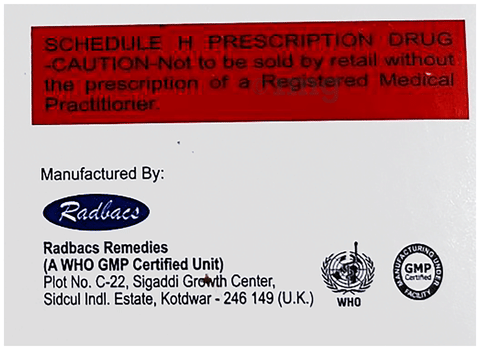 SCHEDULE H PRESCRIPTION DRUG
-CAUTION-Not to be sold by retail without
the prescription of a Registered Medical
Practitioner.
Manufactured By:
Radbacs
Radbacs Remedies
(A WHO GMP Certified Unit)
Plot No. C-22, Sigaddi Growth Center,
Sidcul Indl. Estate, Kotdwar - 246 149 (U.K.)
WHO
MANUFACTURING UNDER
GMP
Certified
FACILITY